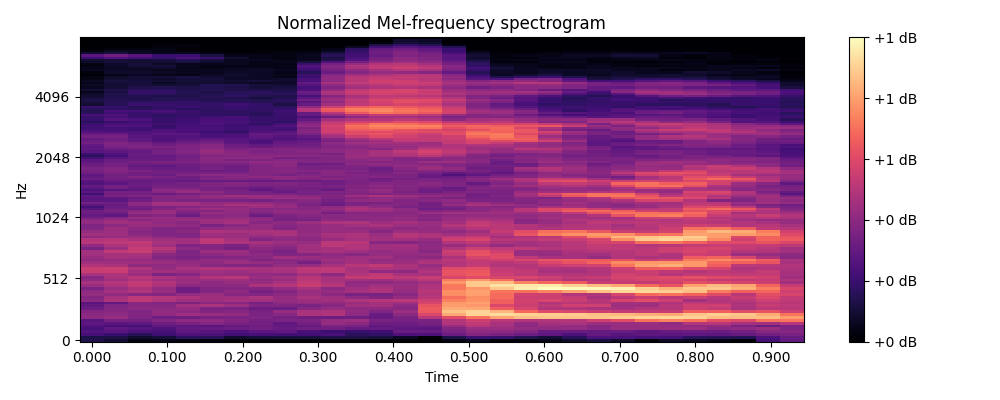 Normalized Mel-frequency spectrogram
Hz
4096
2048
1024
512
0
0.000 0.100 0.200 0.300 0.400 0.500 0.600 0.700 0.800 0.900
Time
+1 dB
+1 dB
+1 dB
+0 dB
+0 dB
+0 dB